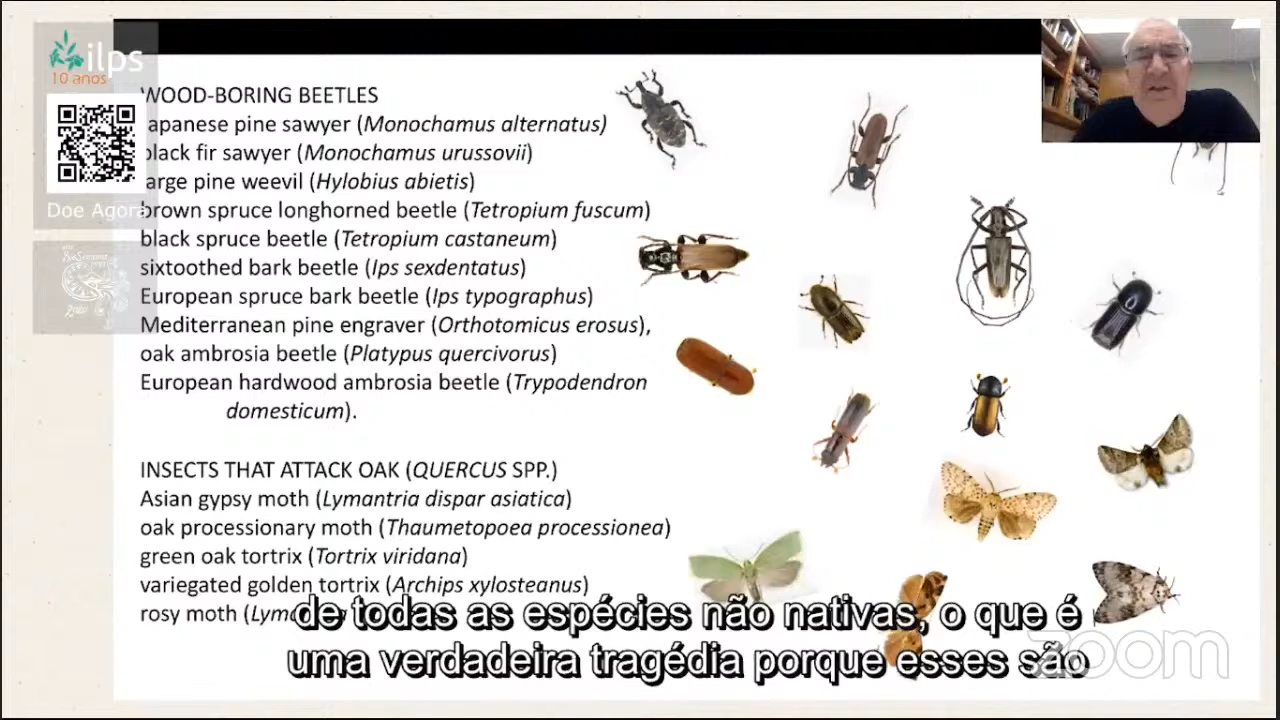 ilps
10 anos
Doe Agora
WOOD-BORING BEETLES
apanese pine sawyer (Monochamus alternatus)
black fir sawyer (Monochamus urussovii)
large pine weevil (Hylobius abietis)
brown spruce longhorned beetle (Tetropium fuscum)
black spruce beetle (Tetropium castaneum)
sixtoothed bark beetle (Ips sexdentatus)
European spruce bark beetle (Ips typographus)
Mediterranean pine engraver (Orthotomicus erosus),
oak ambrosia beetle (Platypus quercivorus)
European hardwood ambrosia beetle (Trypodendron
domesticum).
INSECTS THAT ATTACK OAK (QUERCUS SPP.)
Asian gypsy moth (Lymantria dispar asiatica)
oak processionary moth (Thaumetopoea processionea)
green oak tortrix (Tortrix viridana)
variegated golden tortrix (Archips xylosteanus)
rosy moth
de todas as espécies não nativas, o que é
uma verdadeira tragédia porque esses são
zoom